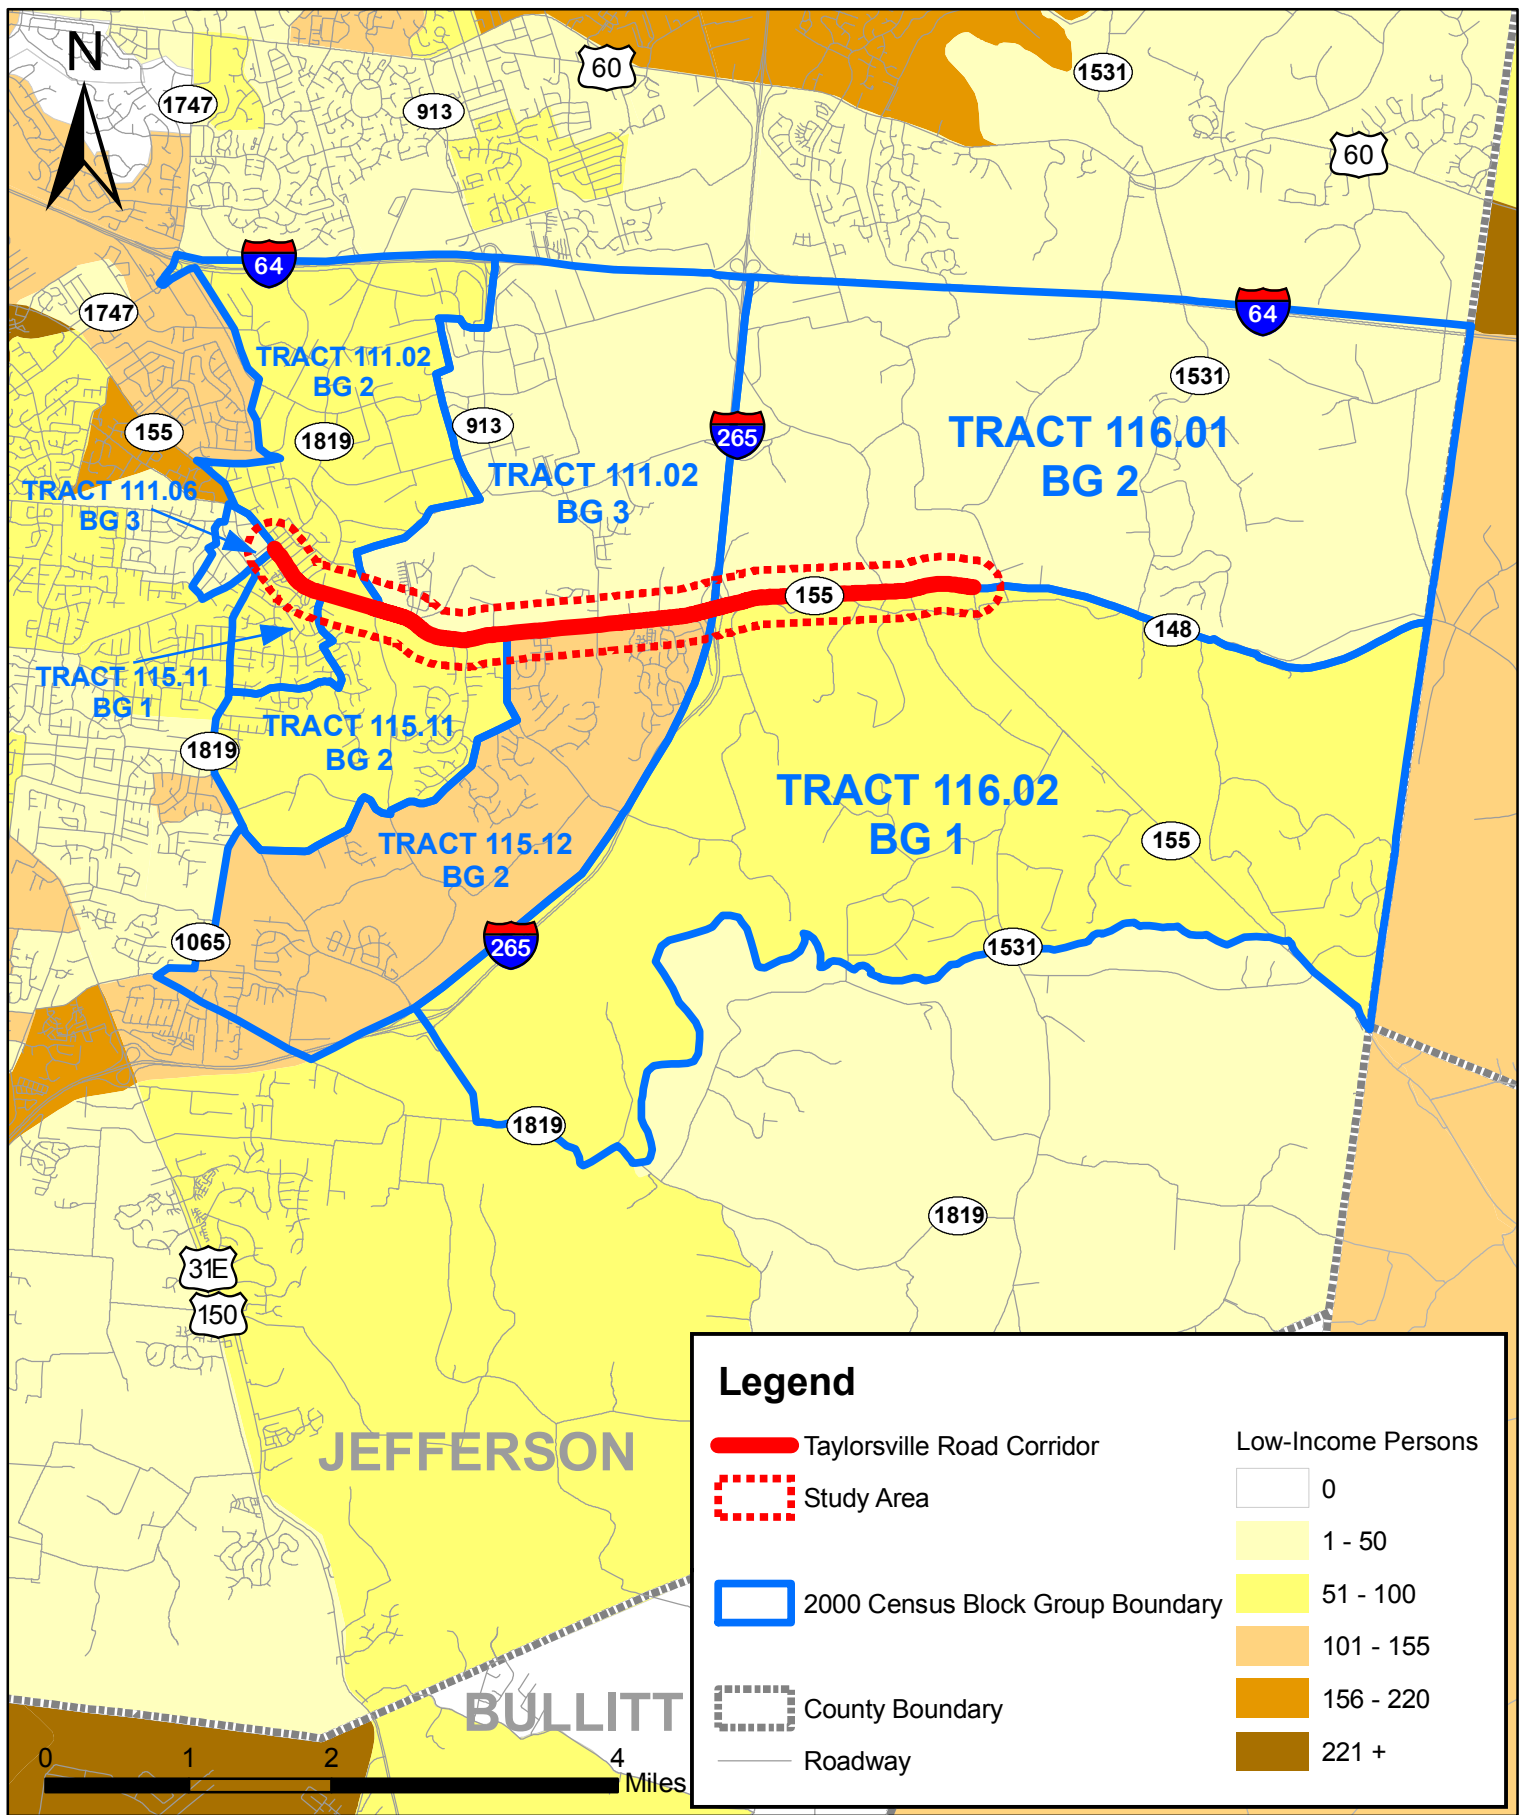 N
60
1531
1747
913
60
64
1747
64
TRACT 111.02
BG 2
1531
155
1819
913
265
TRACT 116.01
BG 2
TRACT 111.02
BG 3
TRACT 111.06
BG 3
155
148
TRACT 115.11
BG 1
TRACT 115.11
BG 2
1819
TRACT 116.02
BG 1
TRACT 115.12
BG 2
155
1065
265
1531
1819
1819
31E
150
JEFFERSON
BULLITT
0 1 2 4
Miles
Legend
Taylorsville Road Corridor
Study Area
2000 Census Block Group Boundary
County Boundary
Roadway
Low-Income Persons
0
1 - 50
51 - 100
101 - 155
156 - 220
221 +